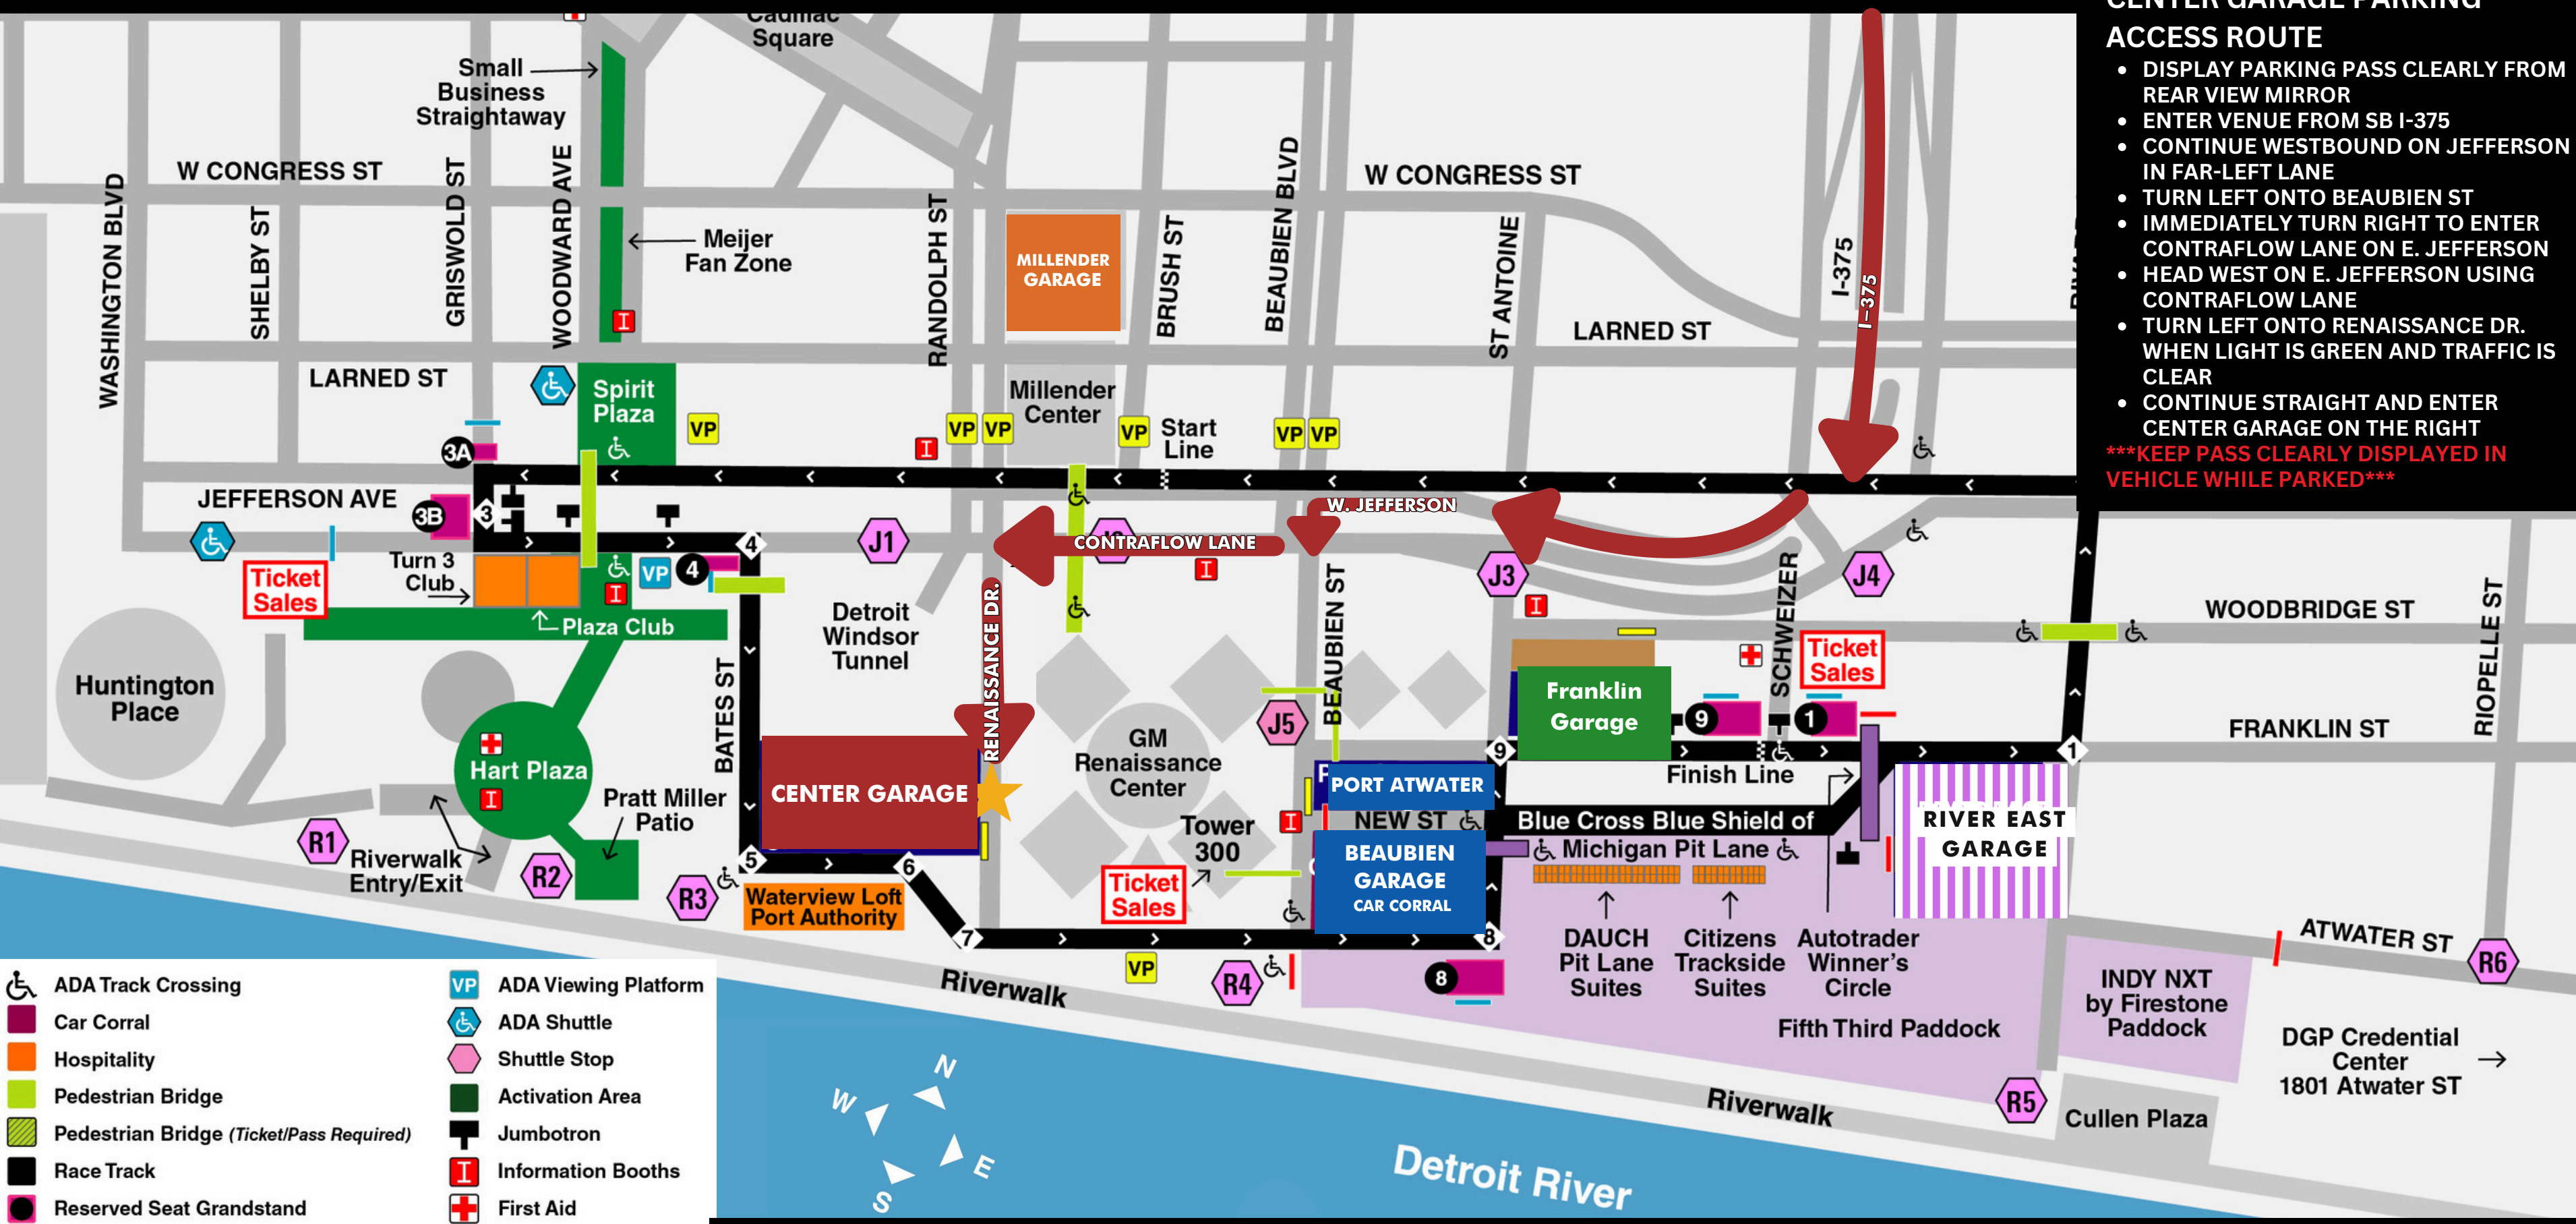 CENTER GARAGE PARKING
ACCESS ROUTE
• DISPLAY PARKING PASS CLEARLY FROM
REAR VIEW MIRROR
• ENTER VENUE FROM SB I-375
• CONTINUE WESTBOUND ON JEFFERSON
IN FAR-LEFT LANE
• TURN LEFT ONTO BEAUBIEN ST
• IMMEDIATELY TURN RIGHT TO ENTER
CONTRAFLOW LANE ON E. JEFFERSON
• HEAD WEST ON E. JEFFERSON USING
CONTRAFLOW LANE
• TURN LEFT ONTO RENAISSANCE DR.
WHEN LIGHT IS GREEN AND TRAFFIC IS
CLEAR
• CONTINUE STRAIGHT AND ENTER
CENTER GARAGE ON THE RIGHT
***KEEP PASS CLEARLY DISPLAYED IN
VEHICLE WHILE PARKED***
Cadillac
Square
Small
Business
Straightaway
W CONGRESS ST
W CONGRESS ST
WASHINGTON BLVD
SHELBY ST
GRISWOLD ST
WOODWARD AVE
RANDOLPH ST
BRUSH ST
BEAUBIEN BLVD
ST ANTOINE
I-375
I-375
Meijer
Fan Zone
MILLENDER
GARAGE
I
LARNED ST
LARNED ST
Spirit
Plaza
Millender
Center
VP
VP
VP
VP
VP
VP
Start
Line
I
3A
JEFFERSON AVE
3B
3
W. JEFFERSON
CONTRAFLOW LANE
4
J1
J3
J4
Turn 3
Club
Ticket
Sales
I
VP
4
I
I
Plaza Club
Detroit
Windsor
Tunnel
RENAISSANCE DR.
BEAUBIEN ST
SCHWEIZER
Ticket
Sales
WOODBRIDGE ST
RIOPELLE ST
Huntington
Place
BATES ST
Franklin
Garage
9
1
J5
GM
Renaissance
Center
FRANKLIN ST
9
1
Hart Plaza
I
CENTER GARAGE
Finish Line
PORT ATWATER
Pratt Miller
Patio
Tower
300
I
NEW ST
Blue Cross Blue Shield of
Michigan Pit Lane
RIVER EAST
GARAGE
R1
Riverwalk
Entry/Exit
R2
R3
5
6
Waterview Loft
Port Authority
Ticket
Sales
BEAUBIEN
GARAGE
CAR CORRAL
7
8
VP
R4
8
DAUCH
Pit Lane
Suites
Citizens
Trackside
Suites
Autotrader
Winner's
Circle
ATWATER ST
R6
INDY NXT
by Firestone
Paddock
Fifth Third Paddock
DGP Credential
Center
1801 Atwater ST
Riverwalk
Riverwalk
R5
Cullen Plaza
Detroit River
N
W
E
S
ADA Track Crossing
Car Corral
Hospitality
Pedestrian Bridge
Pedestrian Bridge (Ticket/Pass Required)
Race Track
Reserved Seat Grandstand
VP ADA Viewing Platform
ADA Shuttle
Shuttle Stop
Activation Area
Jumbotron
I Information Booths
First Aid